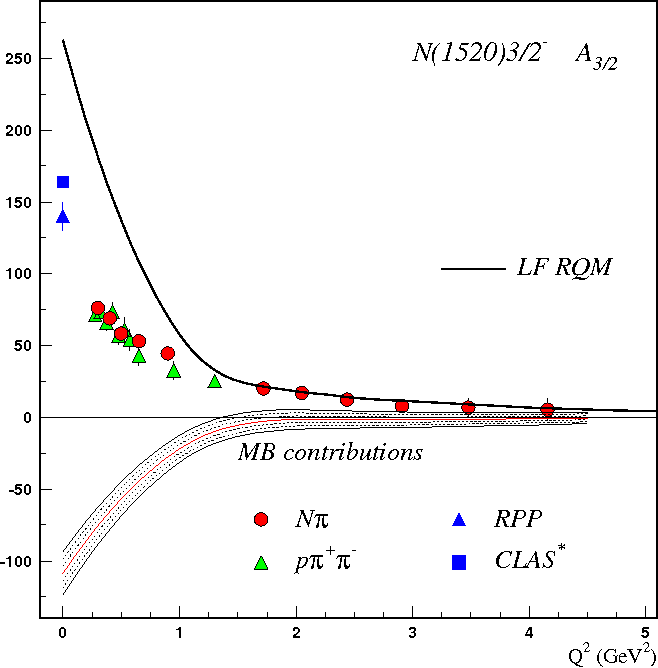 N(1520)3/2⁻ A₃/₂
250
200
150
100
50
0
-50
-100
LF RQM
MB contributions
Nπ
RPP
pπ⁺π⁻
CLAS*
0 1 2 3 4 5
Q² (GeV²)